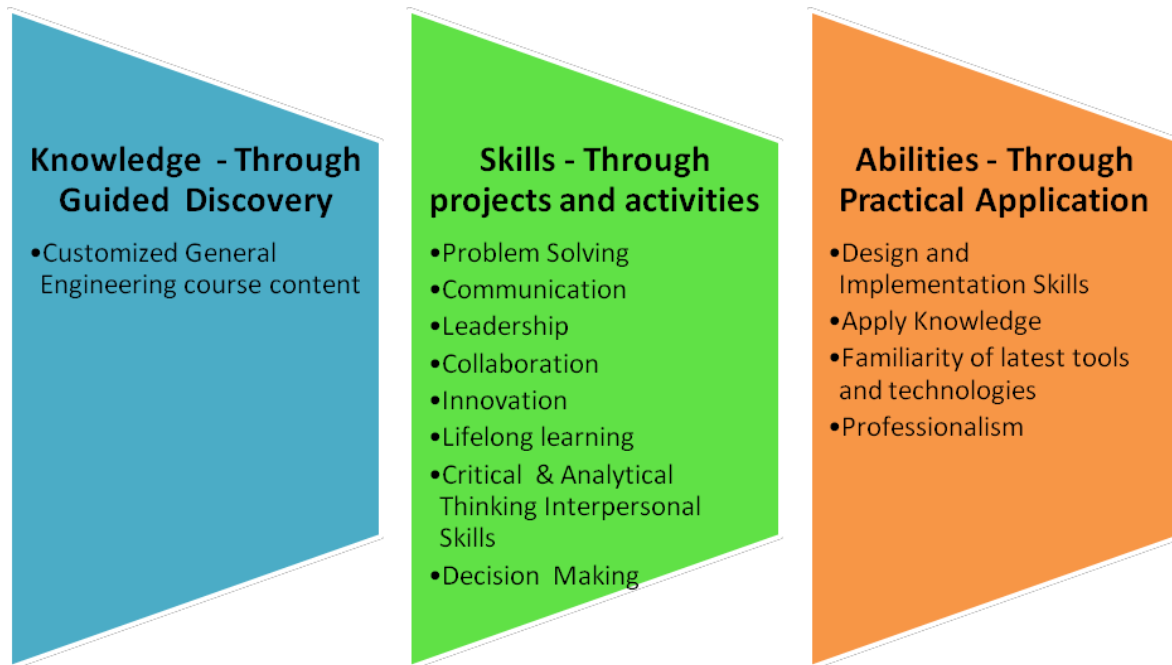 Knowledge - Through
Guided Discovery
•Customized General
Engineering course content
Skills - Through
projects and activities
•Problem Solving
•Communication
•Leadership
•Collaboration
•Innovation
•Lifelong learning
•Critical & Analytical
Thinking Interpersonal
Skills
•Decision Making
Abilities - Through
Practical Application
•Design and
Implementation Skills
•Apply Knowledge
•Familiarity of latest tools
and technologies
•Professionalism